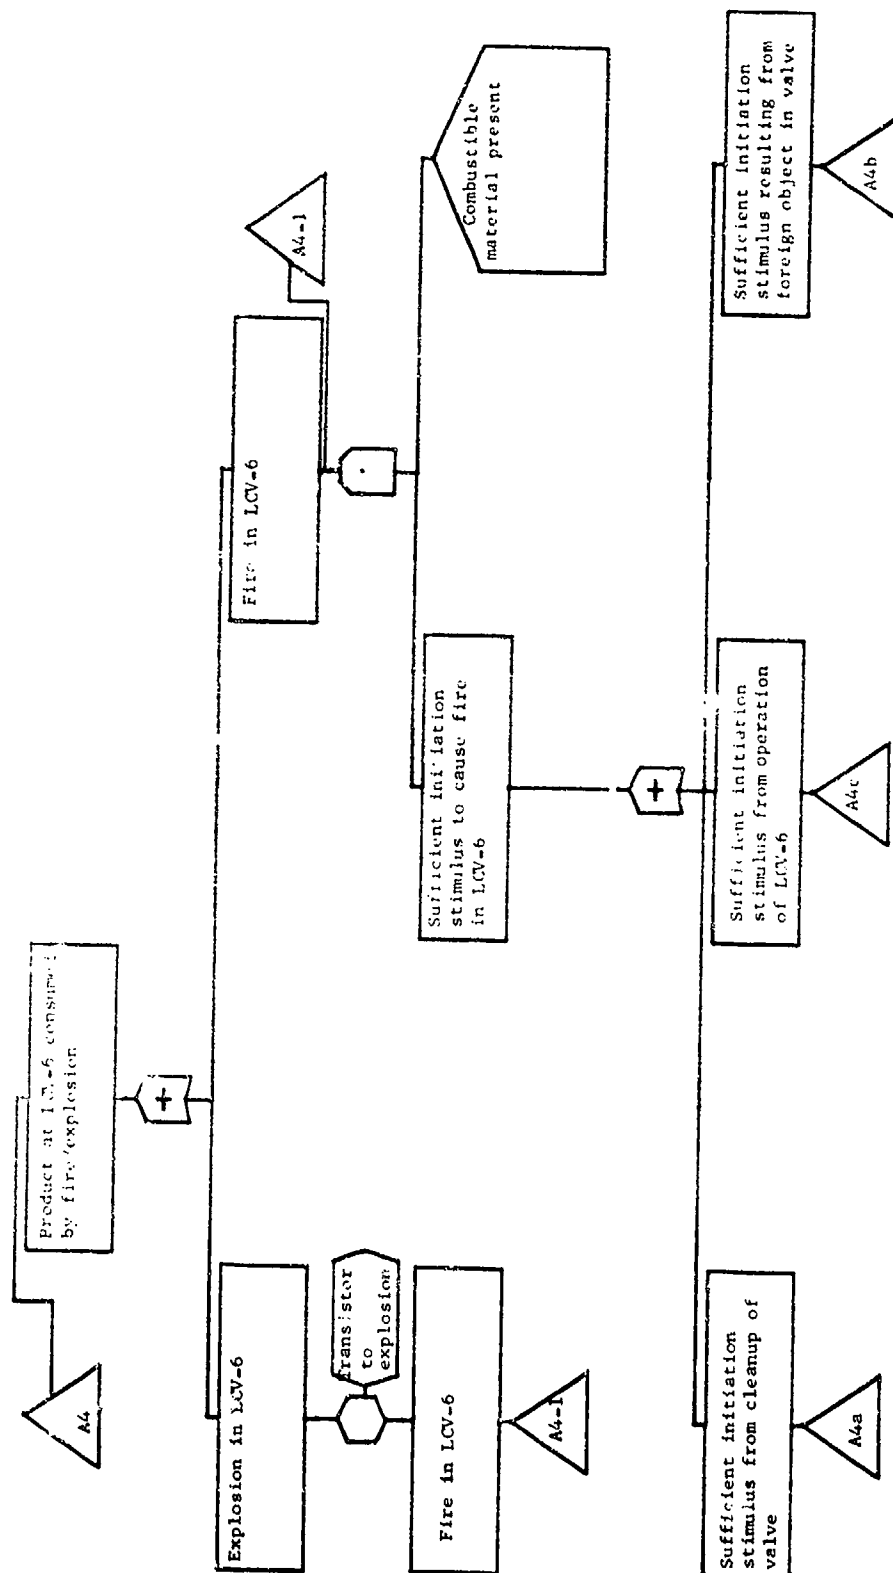 A4
Product at LCV-6 consumed
by fire/explosion
Explosion in LCV-6
Fire in LCV-6
A4-1
Transister
to
explosion
Fire in LCV-6
A4-1
Sufficient initiation
stimulus to cause fire
in LCV-6
Combustible
material present
Sufficient initiation
stimulus from cleanup of
valve
A4a
Sufficient initiation
stimulus from operation
of LCV-6
A4c
Sufficient initiation
stimulus resulting from
foreign object in valve
A4b